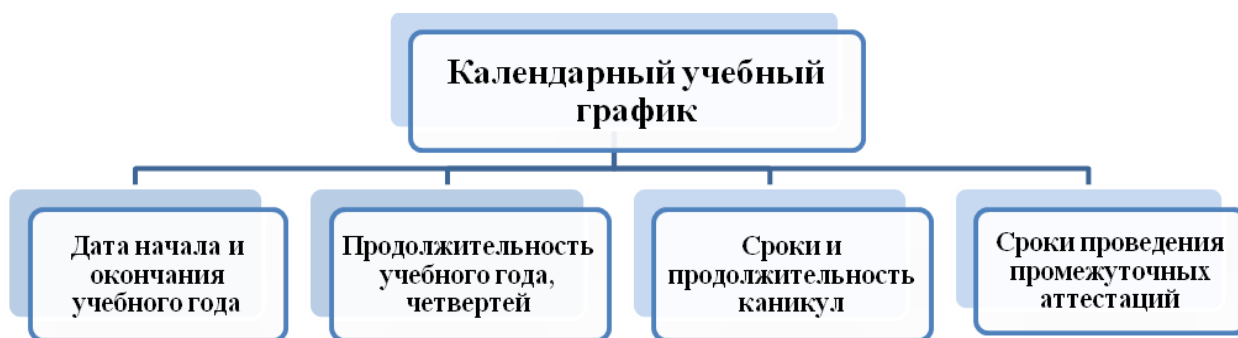 Календарный учебный
график
Дата начала и
окончания
учебного года
Продолжительность
учебного года,
четвертей
Сроки и
продолжительность
каникул
Сроки проведения
промежуточных
аттестаций